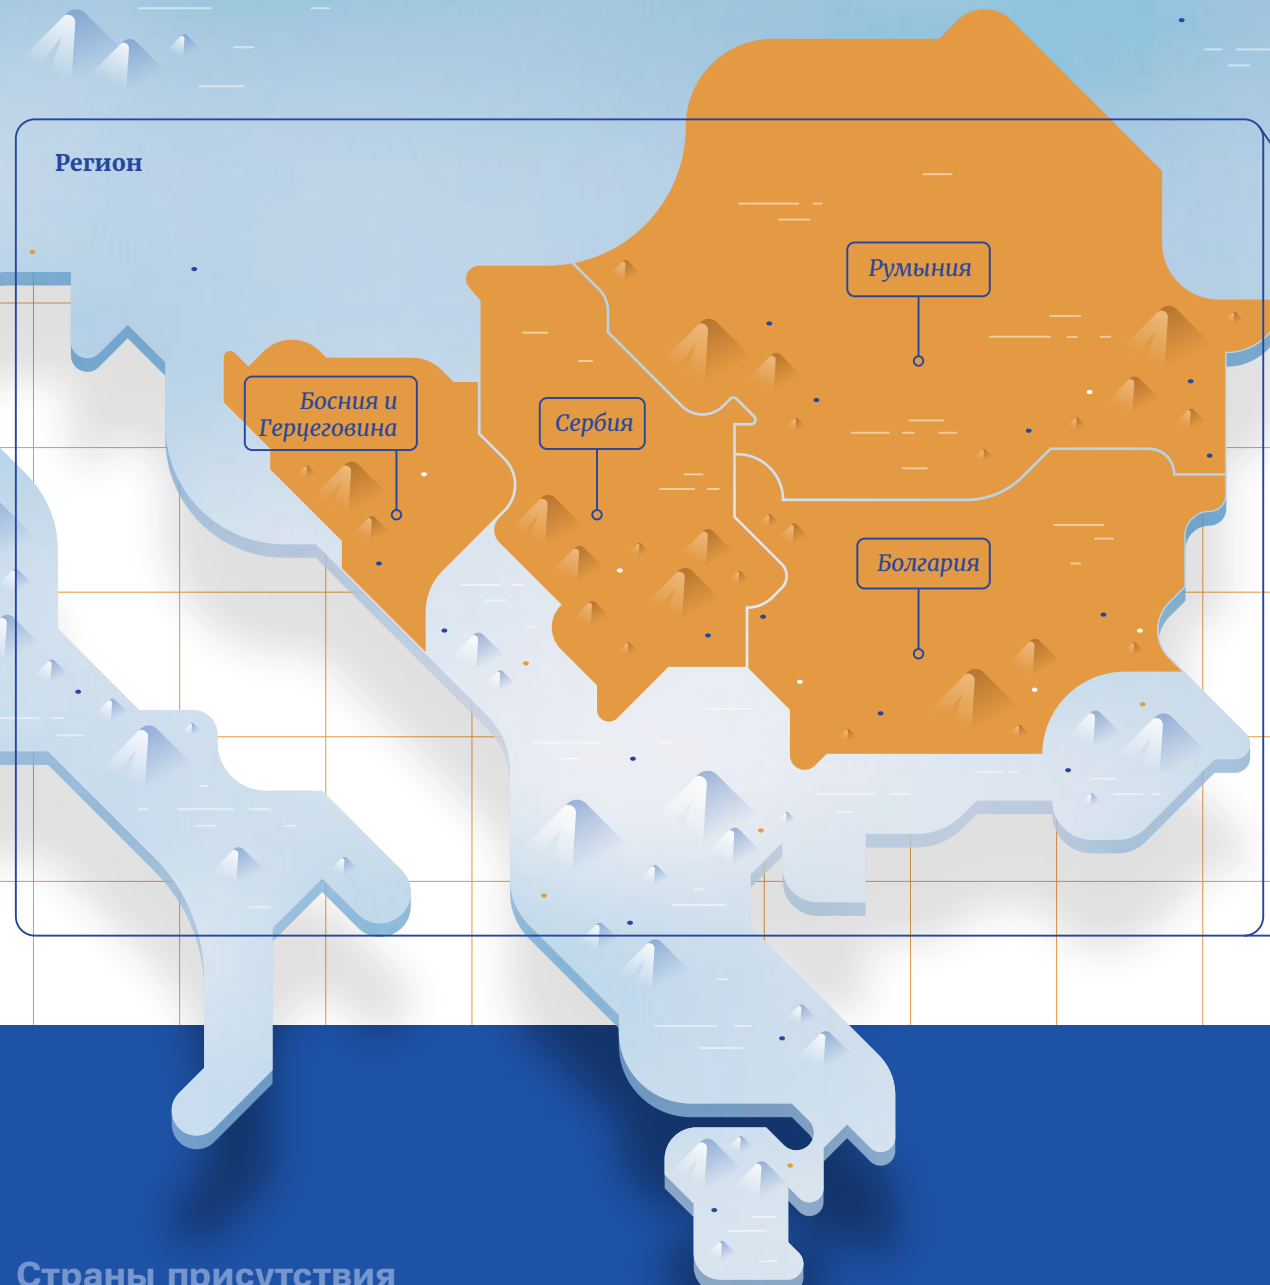 Регион
Румыния
Босния и
Герцеговина
Сербия
Болгария
Страны присутствия